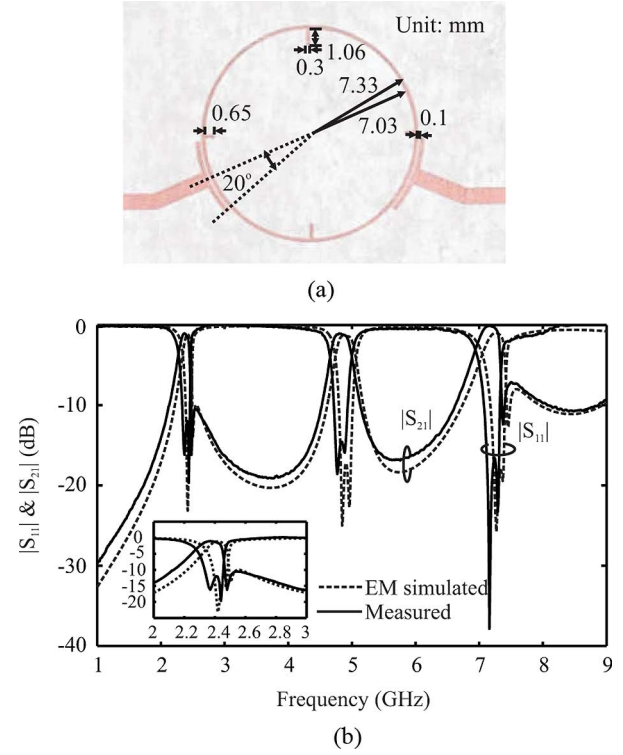 Unit: mm
1.06
0.3
7.33
0.65
7.03
0.1
20°
(a)
0
-10
-20
-30
-40
|S11| & |S21| (dB)
|S21|
|S11|
0
-5
-10
-15
-20
2 2.2 2.4 2.6 2.8 3
EM simulated
Measured
1 2 3 4 5 6 7 8 9
Frequency (GHz)
(b)